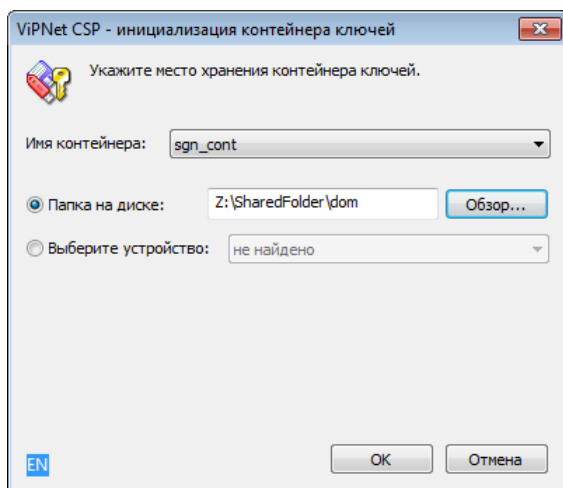 ViPNet CSP - инициализация контейнера ключей
Укажите место хранения контейнера ключей.
Имя контейнера: sgn_cont
Папка на диске: Z:\SharedFolder\dom Обзор...
Выберите устройство: не найдено
EN OK Отмена